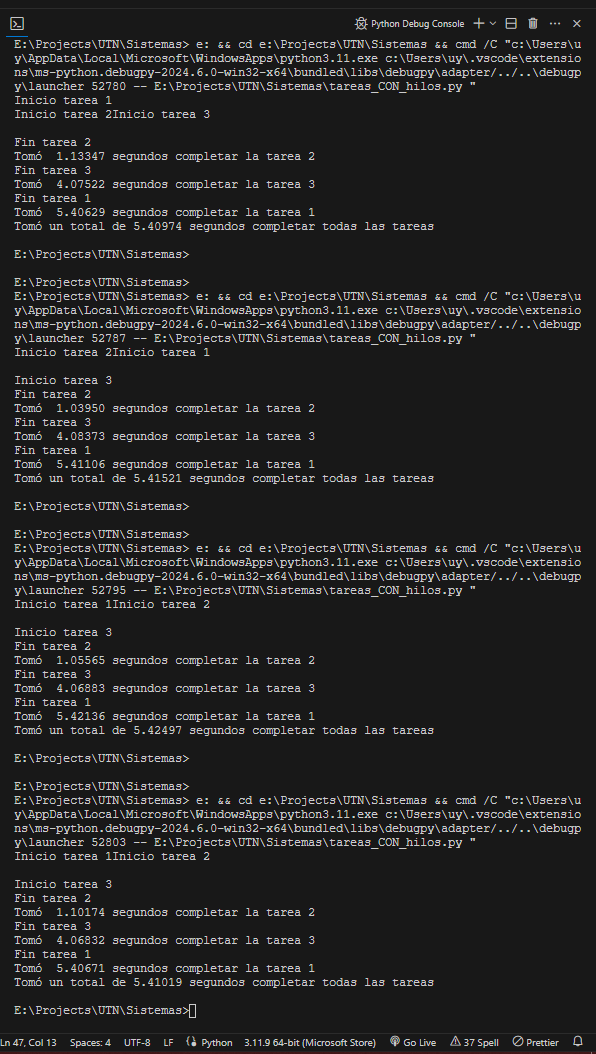 Python Debug Console
E:\Projects\UTN\Sistemas> e: && cd e:\Projects\UTN\Sistemas && cmd /C "c:\Users\u
y\AppData\Local\Microsoft\WindowsApps\python3.11.exe c:\Users\uy\.vscode\extensio
ns\ms-python.debugpy-2024.6.0-win32-x64\bundled\libs\debugpy\adapter/../..\debugp
y\launcher 52780 -- E:\Projects\UTN\Sistemas\tareas_CON_hilos.py "
Inicio tarea 1
Inicio tarea 2Inicio tarea 3
Fin tarea 2
Tomó  1.13347 segundos completar la tarea 2
Fin tarea 3
Tomó  4.07522 segundos completar la tarea 3
Fin tarea 1
Tomó  5.40629 segundos completar la tarea 1
Tomó un total de 5.40974 segundos completar todas las tareas
E:\Projects\UTN\Sistemas>
E:\Projects\UTN\Sistemas>
E:\Projects\UTN\Sistemas> e: && cd e:\Projects\UTN\Sistemas && cmd /C "c:\Users\u
y\AppData\Local\Microsoft\WindowsApps\python3.11.exe c:\Users\uy\.vscode\extensio
ns\ms-python.debugpy-2024.6.0-win32-x64\bundled\libs\debugpy\adapter/../..\debugp
y\launcher 52787 -- E:\Projects\UTN\Sistemas\tareas_CON_hilos.py "
Inicio tarea 2Inicio tarea 1
Inicio tarea 3
Fin tarea 2
Tomó  1.03950 segundos completar la tarea 2
Fin tarea 3
Tomó  4.08373 segundos completar la tarea 3
Fin tarea 1
Tomó  5.41106 segundos completar la tarea 1
Tomó un total de 5.41521 segundos completar todas las tareas
E:\Projects\UTN\Sistemas>
E:\Projects\UTN\Sistemas>
E:\Projects\UTN\Sistemas> e: && cd e:\Projects\UTN\Sistemas && cmd /C "c:\Users\u
y\AppData\Local\Microsoft\WindowsApps\python3.11.exe c:\Users\uy\.vscode\extensio
ns\ms-python.debugpy-2024.6.0-win32-x64\bundled\libs\debugpy\adapter/../..\debugp
y\launcher 52795 -- E:\Projects\UTN\Sistemas\tareas_CON_hilos.py "
Inicio tarea 1Inicio tarea 2
Inicio tarea 3
Fin tarea 2
Tomó  1.05565 segundos completar la tarea 2
Fin tarea 3
Tomó  4.06883 segundos completar la tarea 3
Fin tarea 1
Tomó  5.42136 segundos completar la tarea 1
Tomó un total de 5.42497 segundos completar todas las tareas
E:\Projects\UTN\Sistemas>
E:\Projects\UTN\Sistemas>
E:\Projects\UTN\Sistemas> e: && cd e:\Projects\UTN\Sistemas && cmd /C "c:\Users\u
y\AppData\Local\Microsoft\WindowsApps\python3.11.exe c:\Users\uy\.vscode\extensio
ns\ms-python.debugpy-2024.6.0-win32-x64\bundled\libs\debugpy\adapter/../..\debugp
y\launcher 52803 -- E:\Projects\UTN\Sistemas\tareas_CON_hilos.py "
Inicio tarea 1Inicio tarea 2
Inicio tarea 3
Fin tarea 2
Tomó  1.10174 segundos completar la tarea 2
Fin tarea 3
Tomó  4.06832 segundos completar la tarea 3
Fin tarea 1
Tomó  5.40671 segundos completar la tarea 1
Tomó un total de 5.41019 segundos completar todas las tareas
E:\Projects\UTN\Sistemas>
Ln 47, Col 13 Spaces: 4 UTF-8 LF Python 3.11.9 64-bit (Microsoft Store) Go Live 37 Spell Prettier